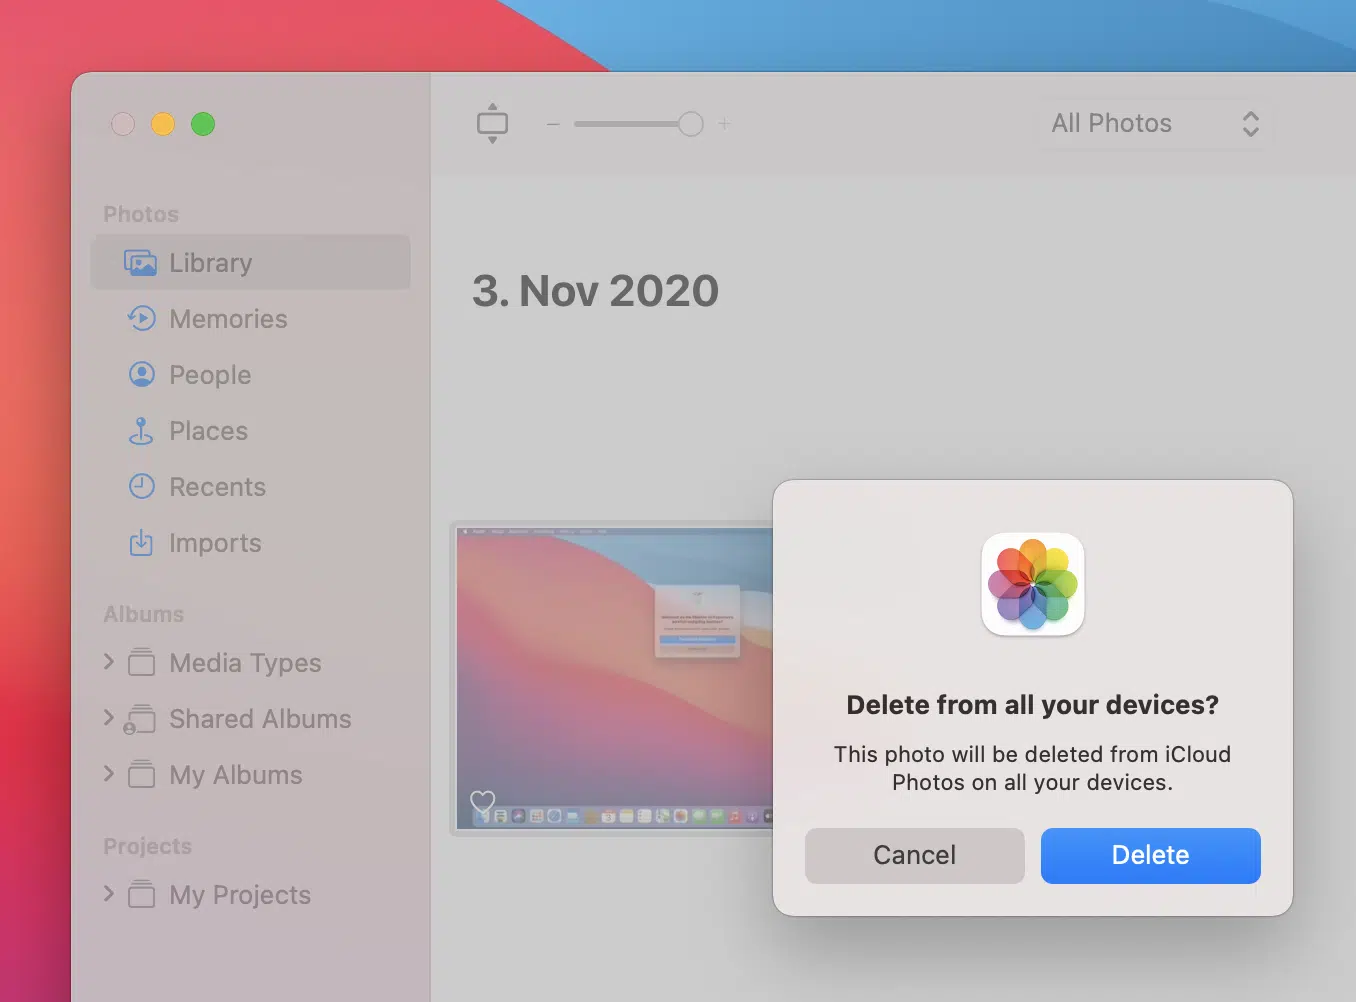 All Photos
Photos
Library
Memories
People
Places
Recents
Imports
Albums
Media Types
Shared Albums
My Albums
Projects
My Projects
3. Nov 2020
Delete from all your devices?
This photo will be deleted from iCloud
Photos on all your devices.
Cancel
Delete